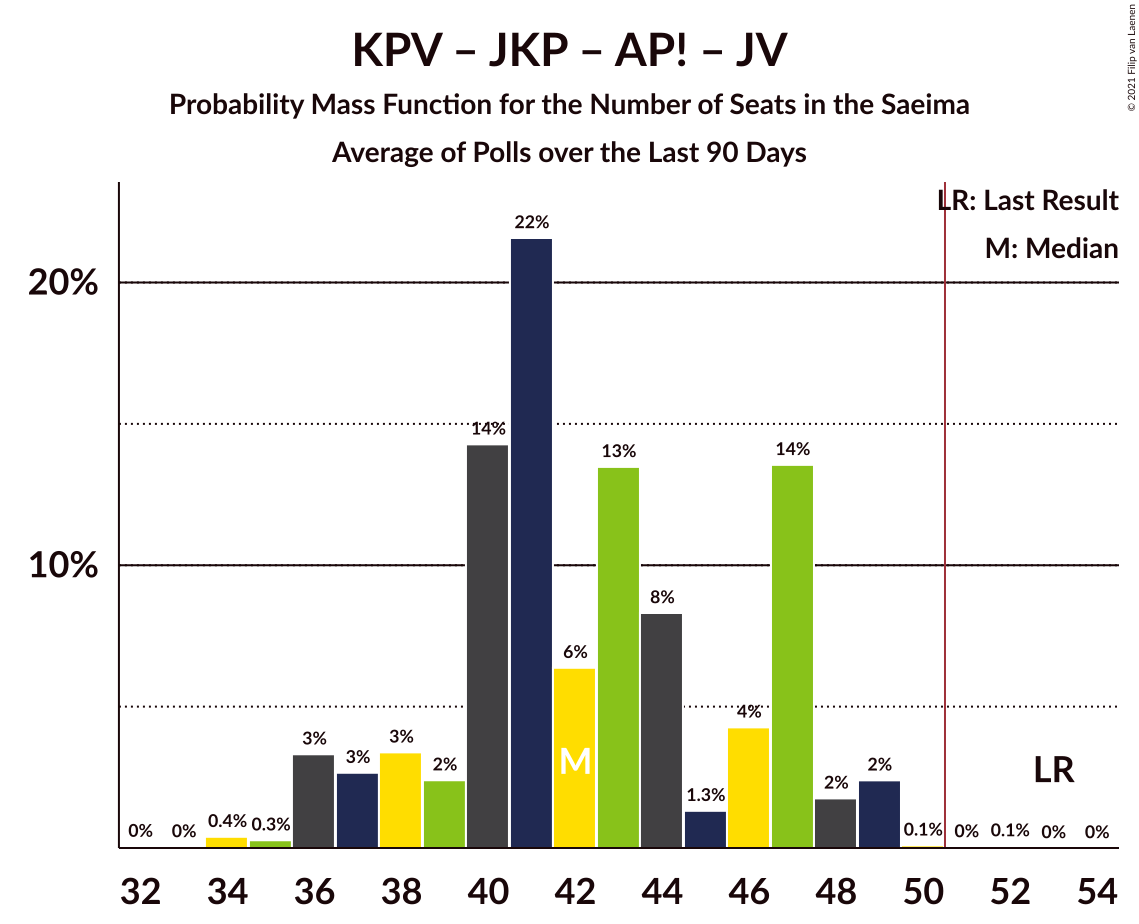 KPV – JKP – AP! – JV
Probability Mass Function for the Number of Seats in the Saeima
Average of Polls over the Last 90 Days
© 2021 Filip van Laenen
LR: Last Result
M: Median
20%
10%
0%
0%
0.4%
0.3%
3%
3%
3%
2%
14%
22%
6%
13%
8%
1.3%
4%
14%
2%
2%
0.1%
0%
0.1%
0%
0%
M
LR
32 34 36 38 40 42 44 46 48 50 52 54